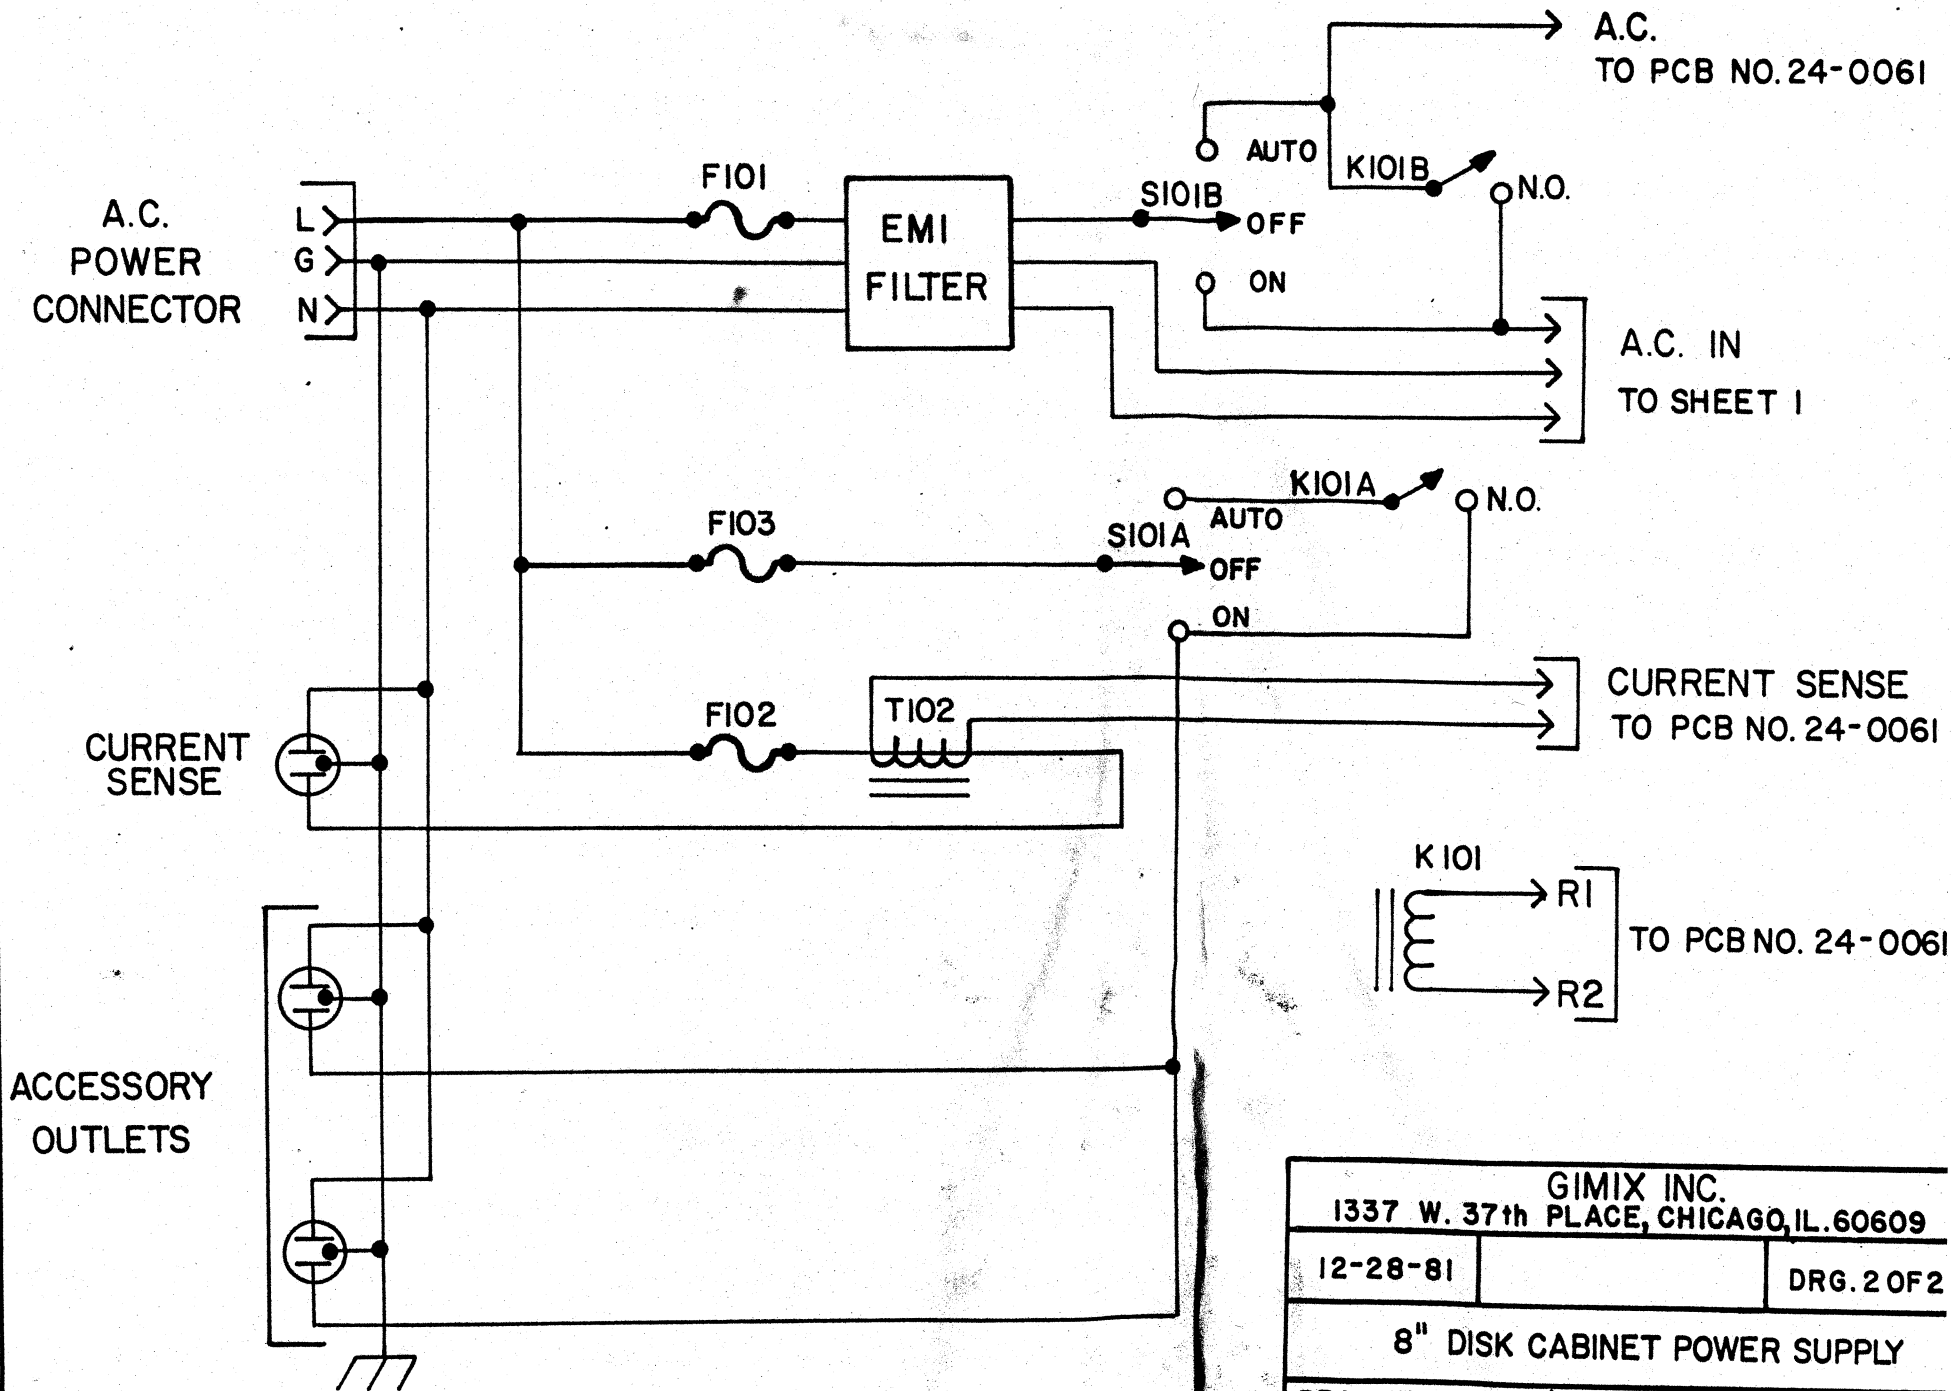 A.C.
TO PCB NO. 24-0061
AUTO
K101B
N.O.
S101B
OFF
ON
F101
EMI
FILTER
A.C.
POWER
CONNECTOR
L
G
N
A.C. IN
TO SHEET 1
K101A
N.O.
AUTO
S101A
OFF
ON
F103
F102
T102
CURRENT SENSE
TO PCB NO. 24-0061
CURRENT
SENSE
K101
R1
R2
TO PCB NO. 24-0061
ACCESSORY
OUTLETS
GIMIX INC.
1337 W. 37th PLACE, CHICAGO, IL. 60609
12-28-81
DRG. 2 OF 2
8" DISK CABINET POWER SUPPLY